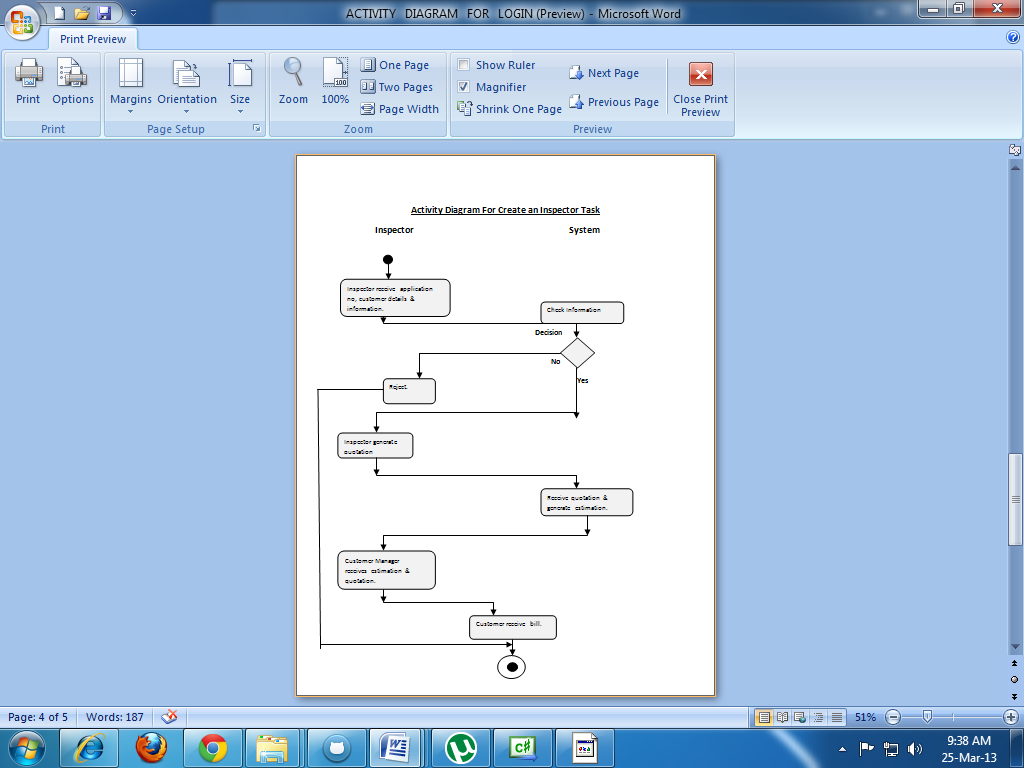 ACTIVITY DIAGRAM FOR LOGIN (Preview) - Microsoft Word
Print Preview
Print
Options
Margins
Orientation
Size
Zoom
100%
One Page
Two Pages
Page Width
Show Ruler
Magnifier
Shrink One Page
Next Page
Previous Page
Close Print
Preview
Print
Page Setup
Zoom
Preview
Activity Diagram For Create an Inspector Task
Inspector
System
Inspector receive application
no, customer details &
information.
Check Information
Decision
No
Yes
Reject.
Inspector generate
quotation
Receive quotation &
generate estimation.
Customer Manager
receives estimation &
quotation.
Customer receive bill.
Page: 4 of 5
Words: 187
51%
9:38 AM
25-Mar-13